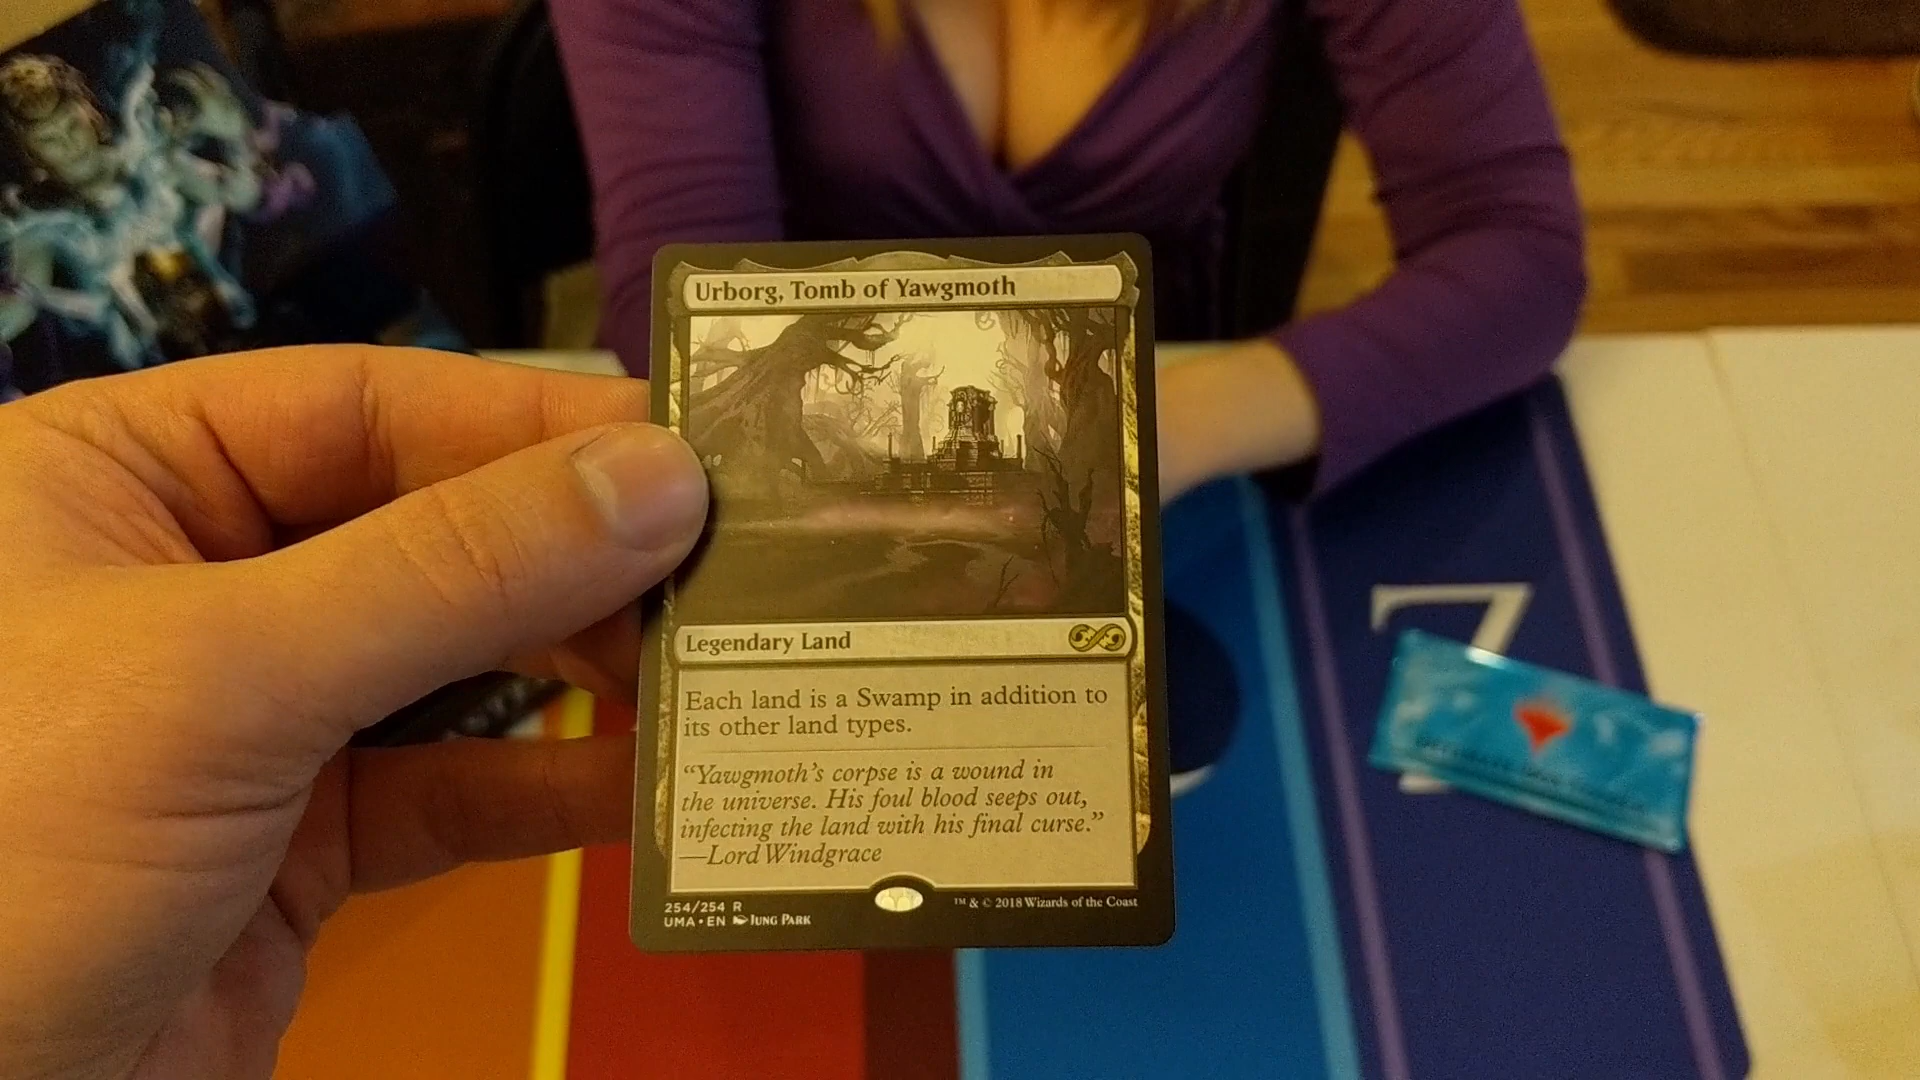 Urborg, Tomb of Yawgmoth
Legendary Land
Each land is a Swamp in addition to
its other land types.
“Yawgmoth’s corpse is a wound in
the universe. His foul blood seeps out,
infecting the land with his final curse.”
—Lord Windgrace
254/254 R
UMA • EN JUNG PARK
™ & © 2018 Wizards of the Coast
Z